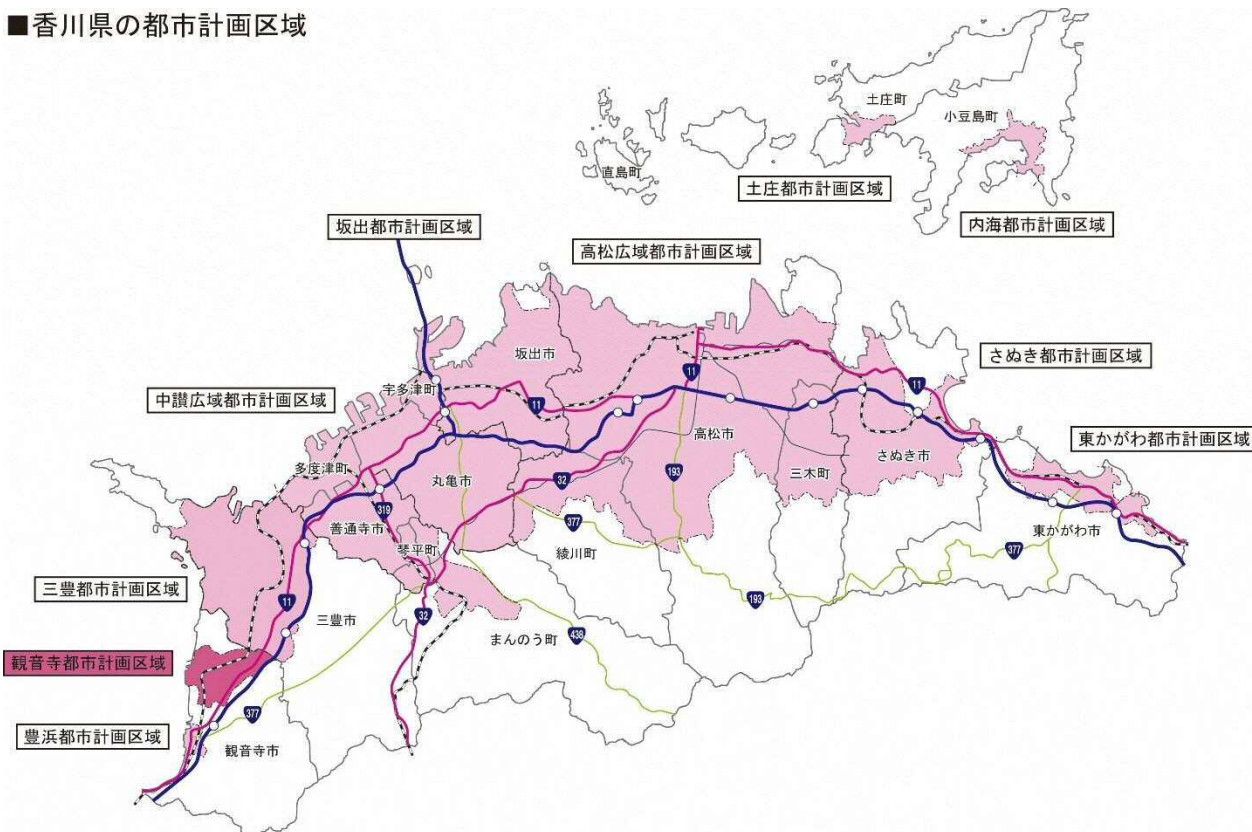 ■香川県の都市計画区域
土庄町
小豆島町
直島町
土庄都市計画区域
内海都市計画区域
坂出都市計画区域
高松広域都市計画区域
さぬき都市計画区域
坂出市
宇多津町
11
11
中讃広域都市計画区域
11
高松市
東かがわ都市計画区域
多度津町
丸亀市
32
193
三木町
さぬき市
319
善通寺市
377
綾川町
琴平町
東かがわ市
377
三豊都市計画区域
11
三豊市
32
193
まんのう町
438
観音寺都市計画区域
377
豊浜都市計画区域
観音寺市